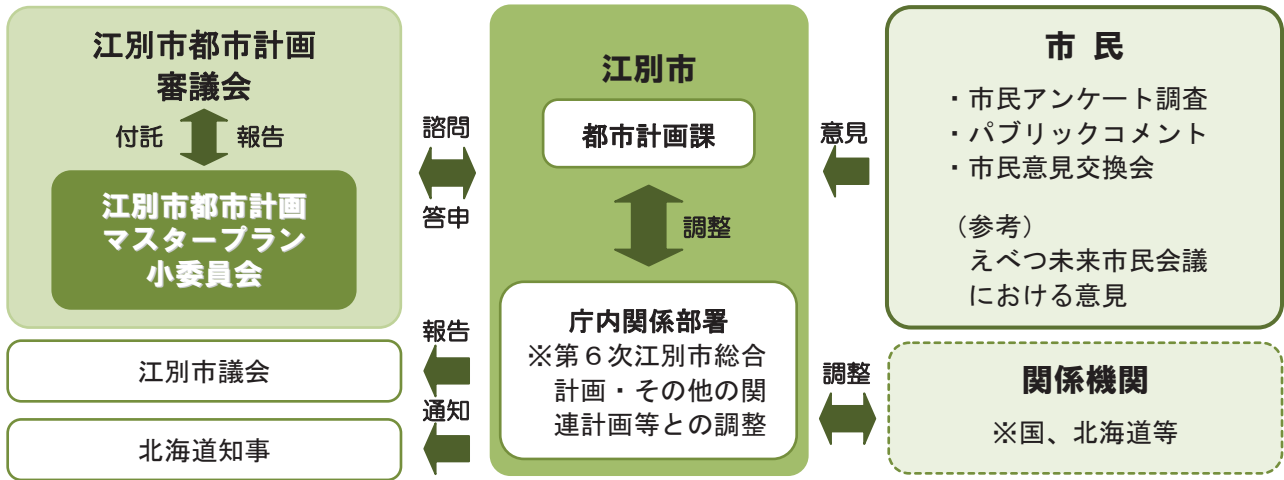 江別市都市計画
審議会
付託
報告
江別市都市計画
マスタープラン
小委員会
江別市議会
北海道知事
諮問
答申
報告
通知
江別市
都市計画課
調整
庁内関係部署
※第６次江別市総合
計画・その他の関
連計画等との調整
意見
調整
市 民
・市民アンケート調査
・パブリックコメント
・市民意見交換会
（参考）
えべつ未来市民会議
における意見
関係機関
※国、北海道等